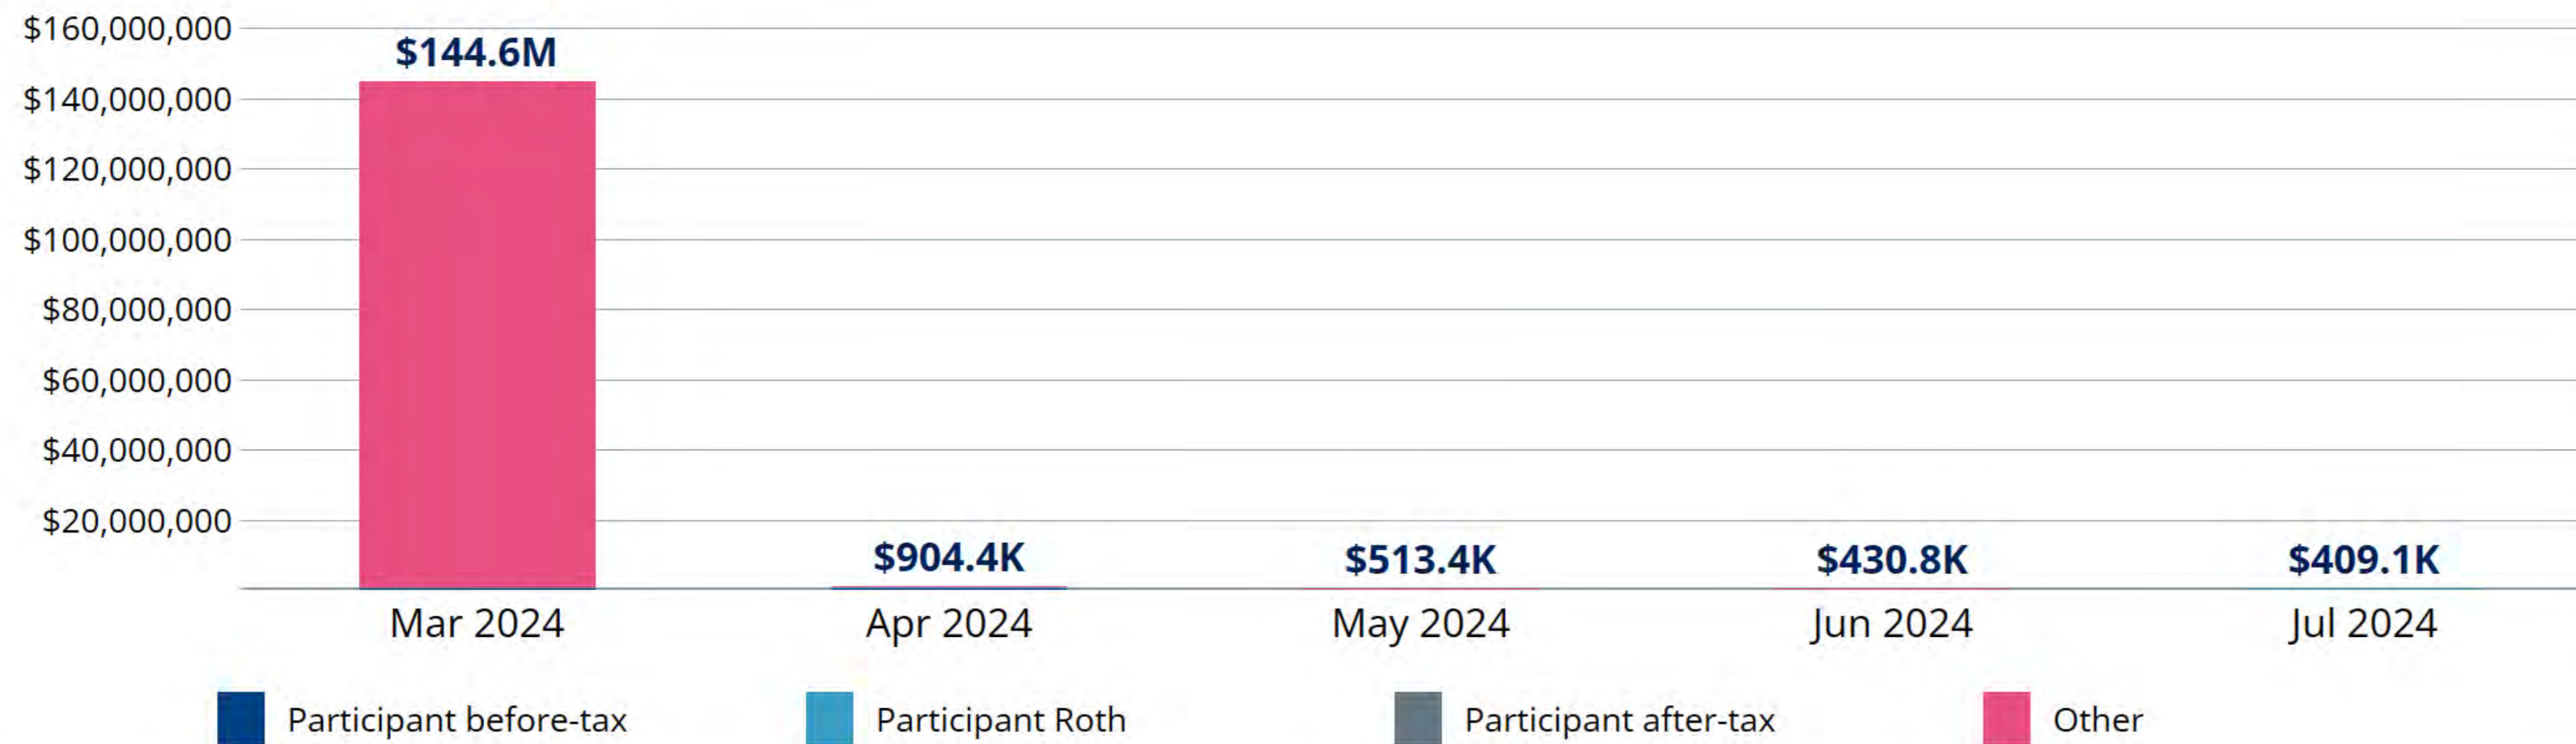 $160,000,000
$144.6M
$140,000,000
$120,000,000
$100,000,000
$80,000,000
$60,000,000
$40,000,000
$20,000,000
$904.4K $513.4K $430.8K $409.1K
Mar 2024 Apr 2024 May 2024 Jun 2024 Jul 2024
Participant before-tax Participant Roth Participant after-tax Other